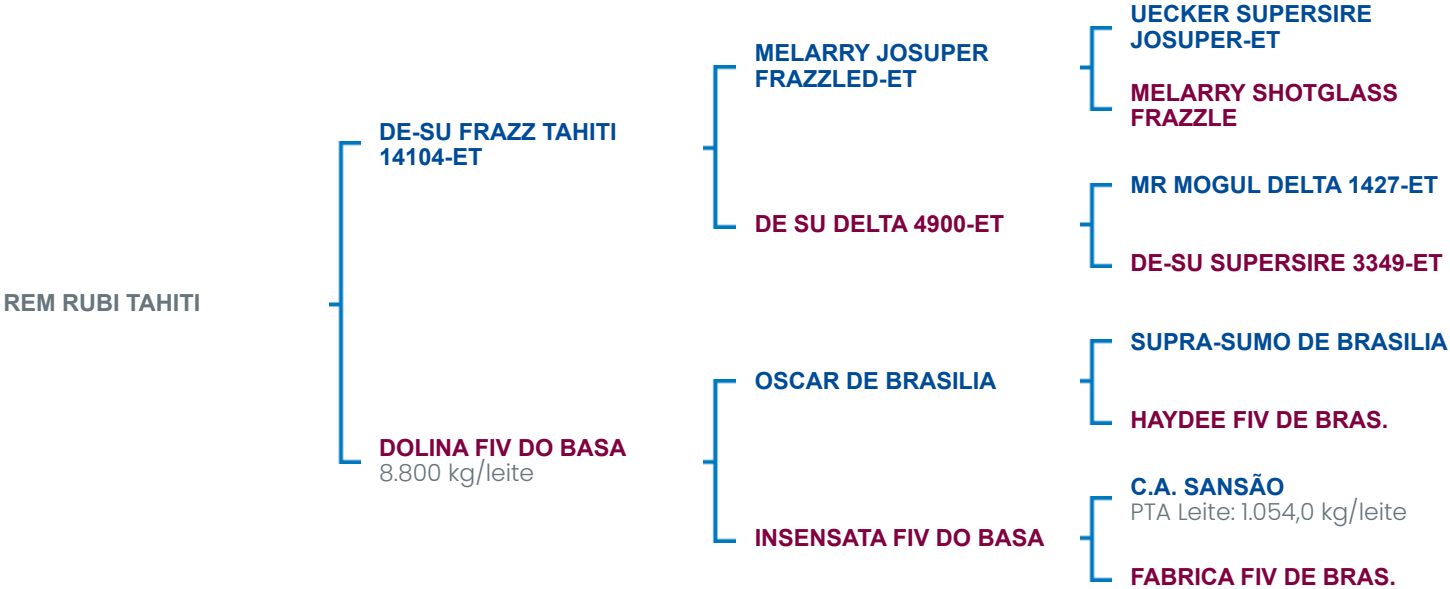 REM RUBI TAHITI
DE-SU FRAZZ TAHITI
14104-ET
DOLINA FIV DO BASA
8.800 kg/leite
MELARRY JOSUPER
FRAZZLED-ET
DE SU DELTA 4900-ET
OSCAR DE BRASILIA
INSENSATA FIV DO BASA
UECKER SUPERSIRE
JOSUPER-ET
MELARRY SHOTGLASS
FRAZZLE
MR MOGUL DELTA 1427-ET
DE-SU SUPERSIRE 3349-ET
SUPRA-SUMO DE BRASILIA
HAYDEE FIV DE BRAS.
C.A. SANSÃO
PTA Leite: 1.054,0 kg/leite
FABRICA FIV DE BRAS.